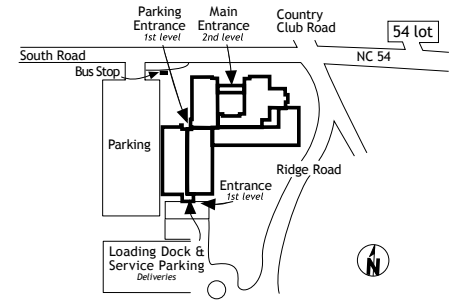 Parking
Entrance
1st level
Main
Entrance
2nd level
Country
Club Road
54 lot
South Road
NC 54
Bus Stop
Parking
Ridge Road
Entrance
1st level
Loading Dock &
Service Parking
Deliveries
N